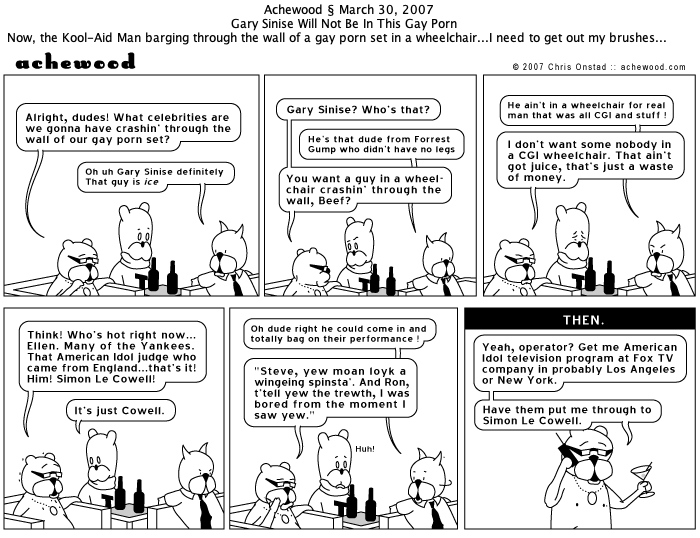 Achewood § March 30, 2007
Gary Sinise Will Not Be In This Gay Porn
Now, the Kool-Aid Man barging through the wall of a gay porn set in a wheelchair...I need to get out my brushes...
achewood
© 2007 Chris Onstad :: achewood.com
Alright, dudes! What celebrities are
we gonna have crashin' through the
wall of our gay porn set?
Oh uh Gary Sinise definitely
That guy is ice
Gary Sinise? Who's that?
He's that dude from Forrest
Gump who didn't have no legs
You want a guy in a wheel-
chair crashin' through the
wall, Beef?
He ain't in a wheelchair for real
man that was all CGI and stuff !
I don't want some nobody in
a CGI wheelchair. That ain't
got juice, that's just a waste
of money.
Think! Who's hot right now...
Ellen. Many of the Yankees.
That American Idol judge who
came from England...that's it!
Him! Simon Le Cowell!
It's just Cowell.
Oh dude right he could come in and
totally bag on their performance !
"Steve, yew moan loyk a
wingeing spinsta'. And Ron,
t'tell yew the trewth, I was
bored from the moment I
saw yew."
Huh!
THEN.
Yeah, operator? Get me American
Idol television program at Fox TV
company in probably Los Angeles
or New York.
Have them put me through to
Simon Le Cowell.